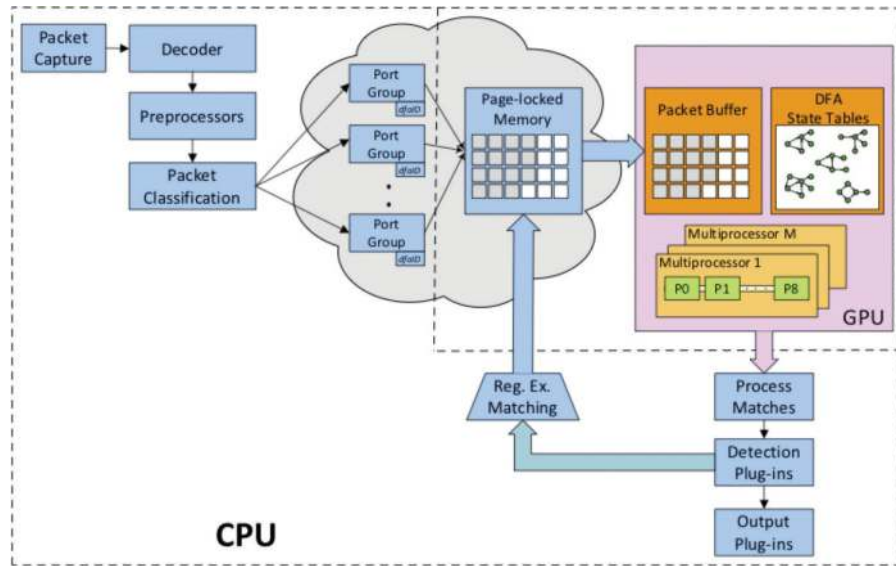 Packet
Capture
Decoder
Preprocessors
Packet
Classification
Port
Group
dfaID
Port
Group
dfaID
Port
Group
dfaID
Page-locked
Memory
Packet Buffer
DFA
State Tables
Multiprocessor M
Multiprocessor 1
P0
P1
P8
GPU
Reg. Ex.
Matching
Process
Matches
Detection
Plug-ins
Output
Plug-ins
CPU